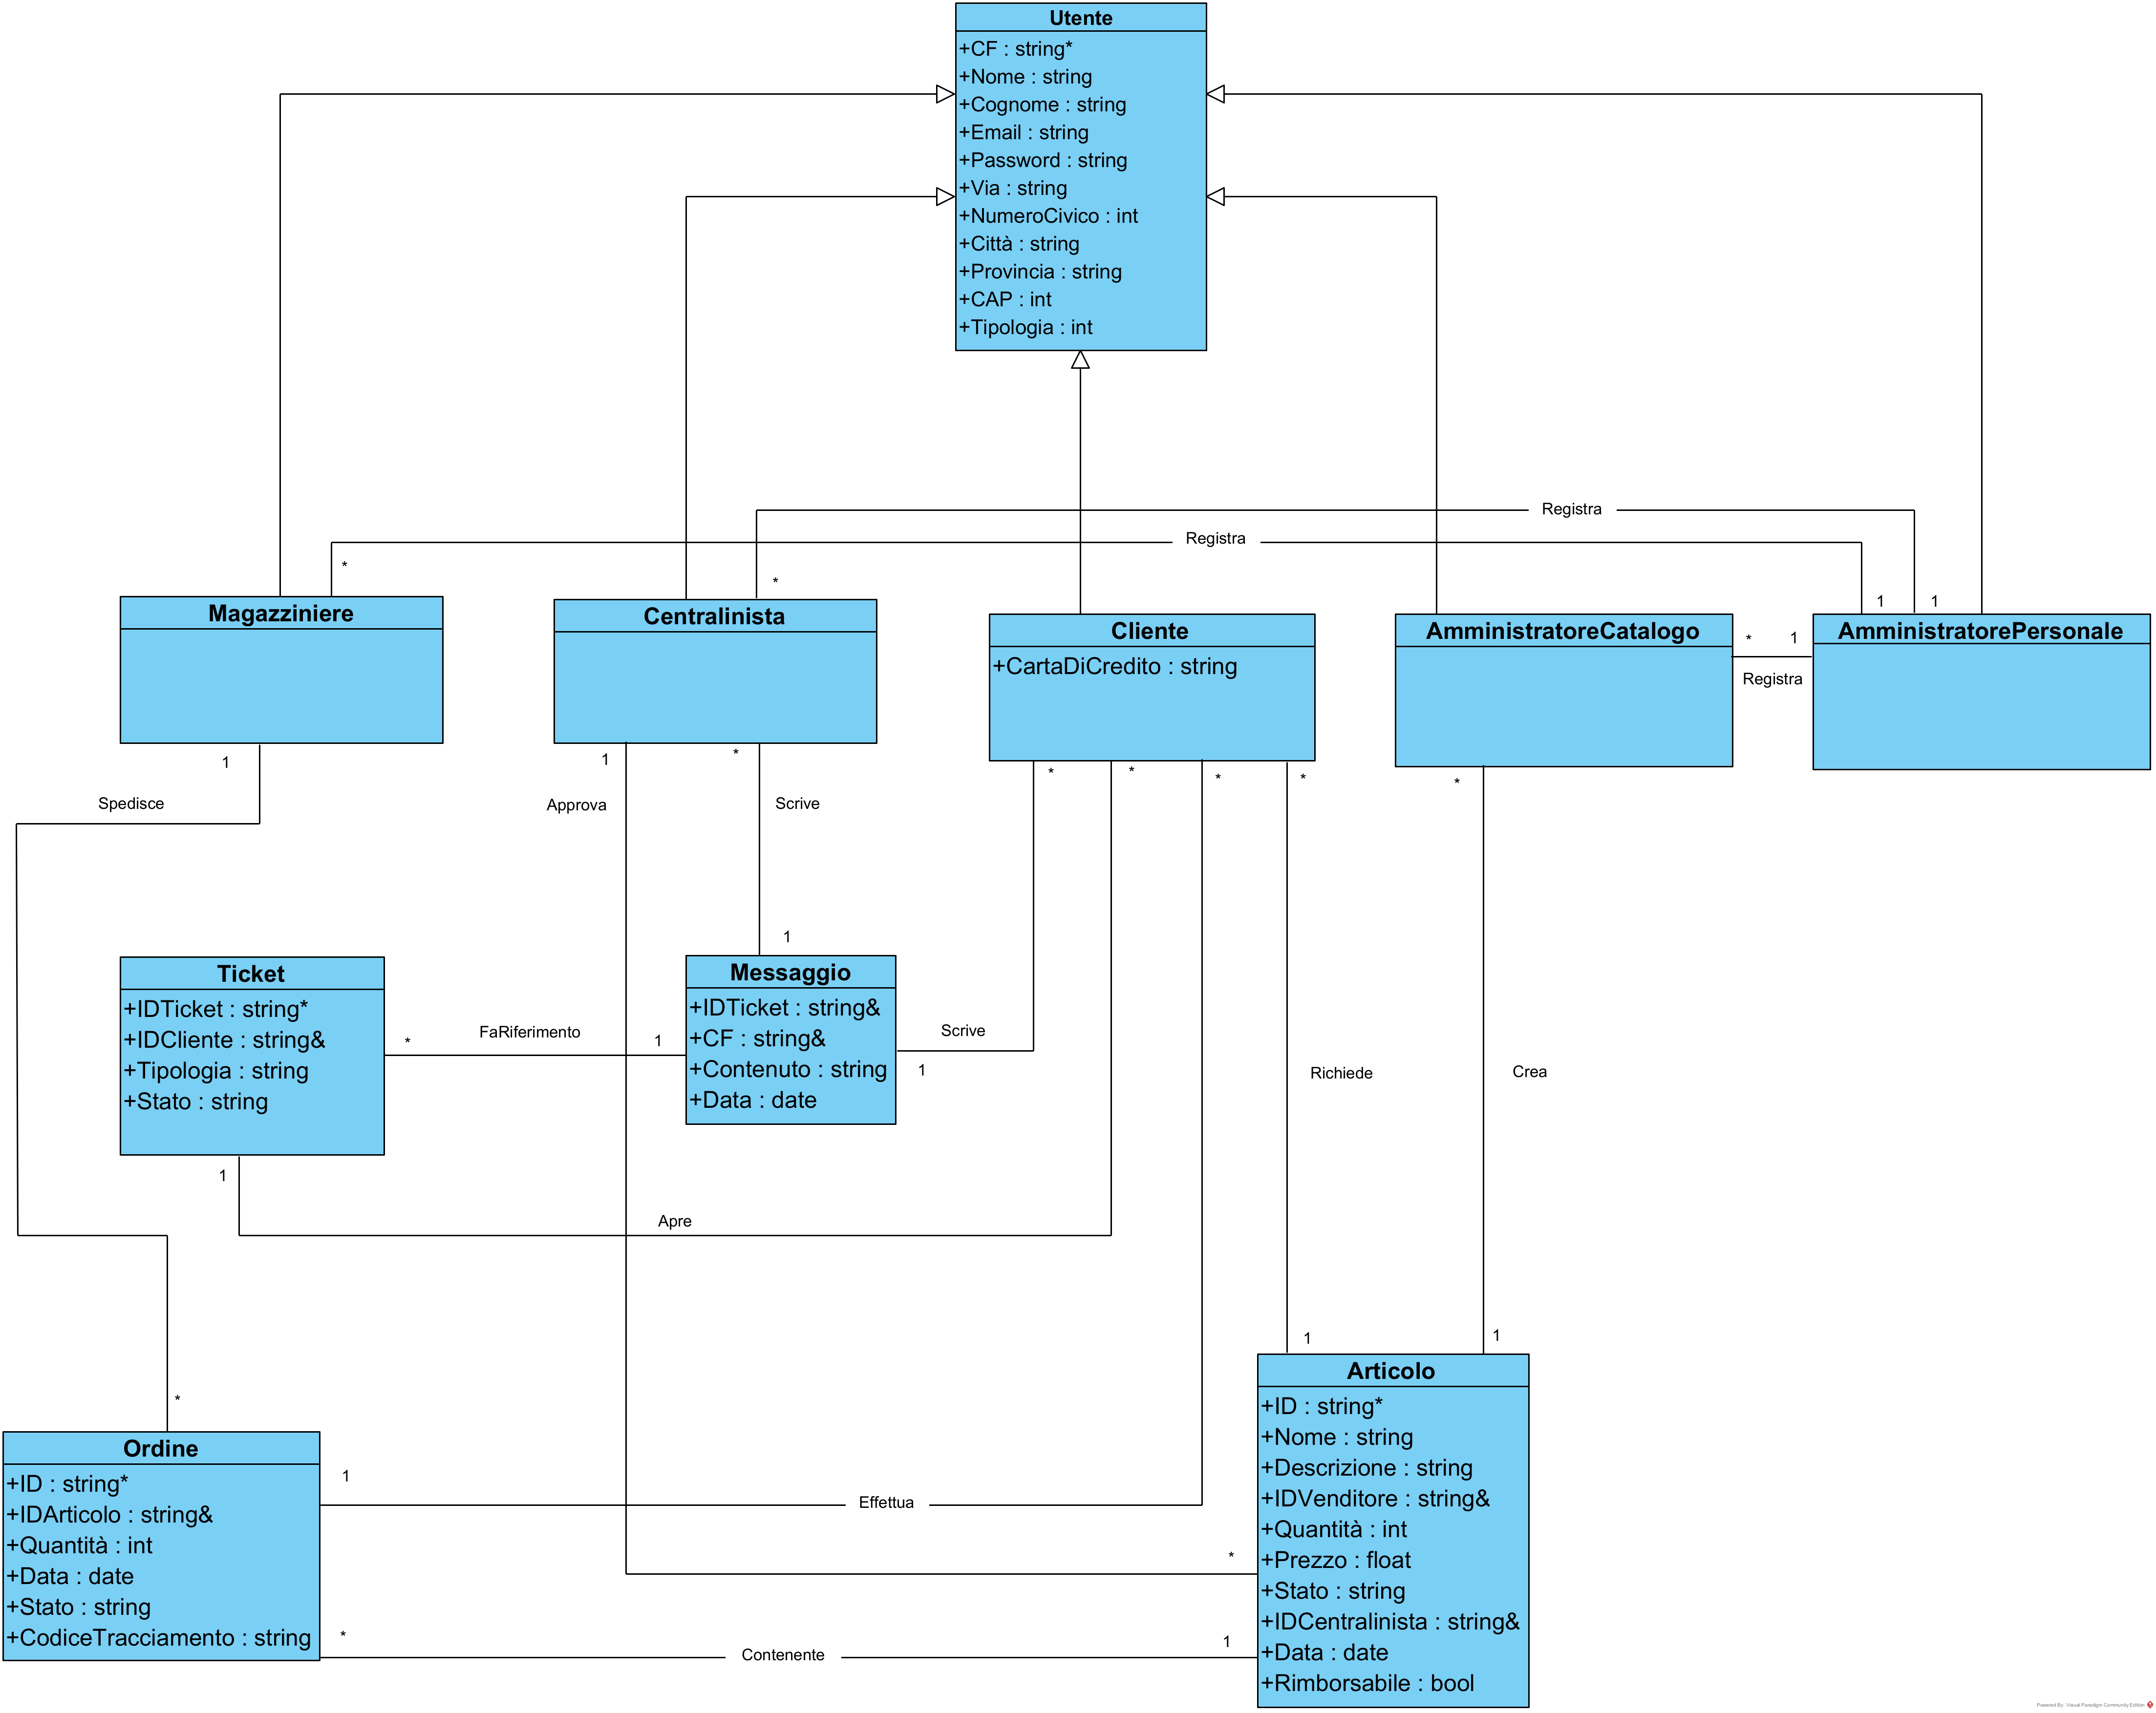 Utente
+CF : string*
+Nome : string
+Cognome : string
+Email : string
+Password : string
+Via : string
+NumeroCivico : int
+Città : string
+Provincia : string
+CAP : int
+Tipologia : int
Registra
Registra
*
*
1
1
Magazziniere
Centralinista
Cliente
+CartaDiCredito : string
AmministratoreCatalogo
*
1
Registra
AmministratorePersonale
1
1
*
*
*
*
*
*
Spedisce
Approva
Scrive
1
Ticket
+IDTicket : string*
+IDCliente : string&
+Tipologia : string
+Stato : string
*
FaRiferimento
1
Messaggio
+IDTicket : string&
+CF : string&
+Contenuto : string
+Data : date
Scrive
1
Richiede
Crea
1
Apre
1
1
*
Ordine
+ID : string*
+IDArticolo : string&
+Quantità : int
+Data : date
+Stato : string
+CodiceTracciamento : string
1
Effettua
*
*
Contenente
1
Articolo
+ID : string*
+Nome : string
+Descrizione : string
+IDVenditore : string&
+Quantità : int
+Prezzo : float
+Stato : string
+IDCentralinista : string&
+Data : date
+Rimborsabile : bool
Powered By Visual Paradigm Community Edition